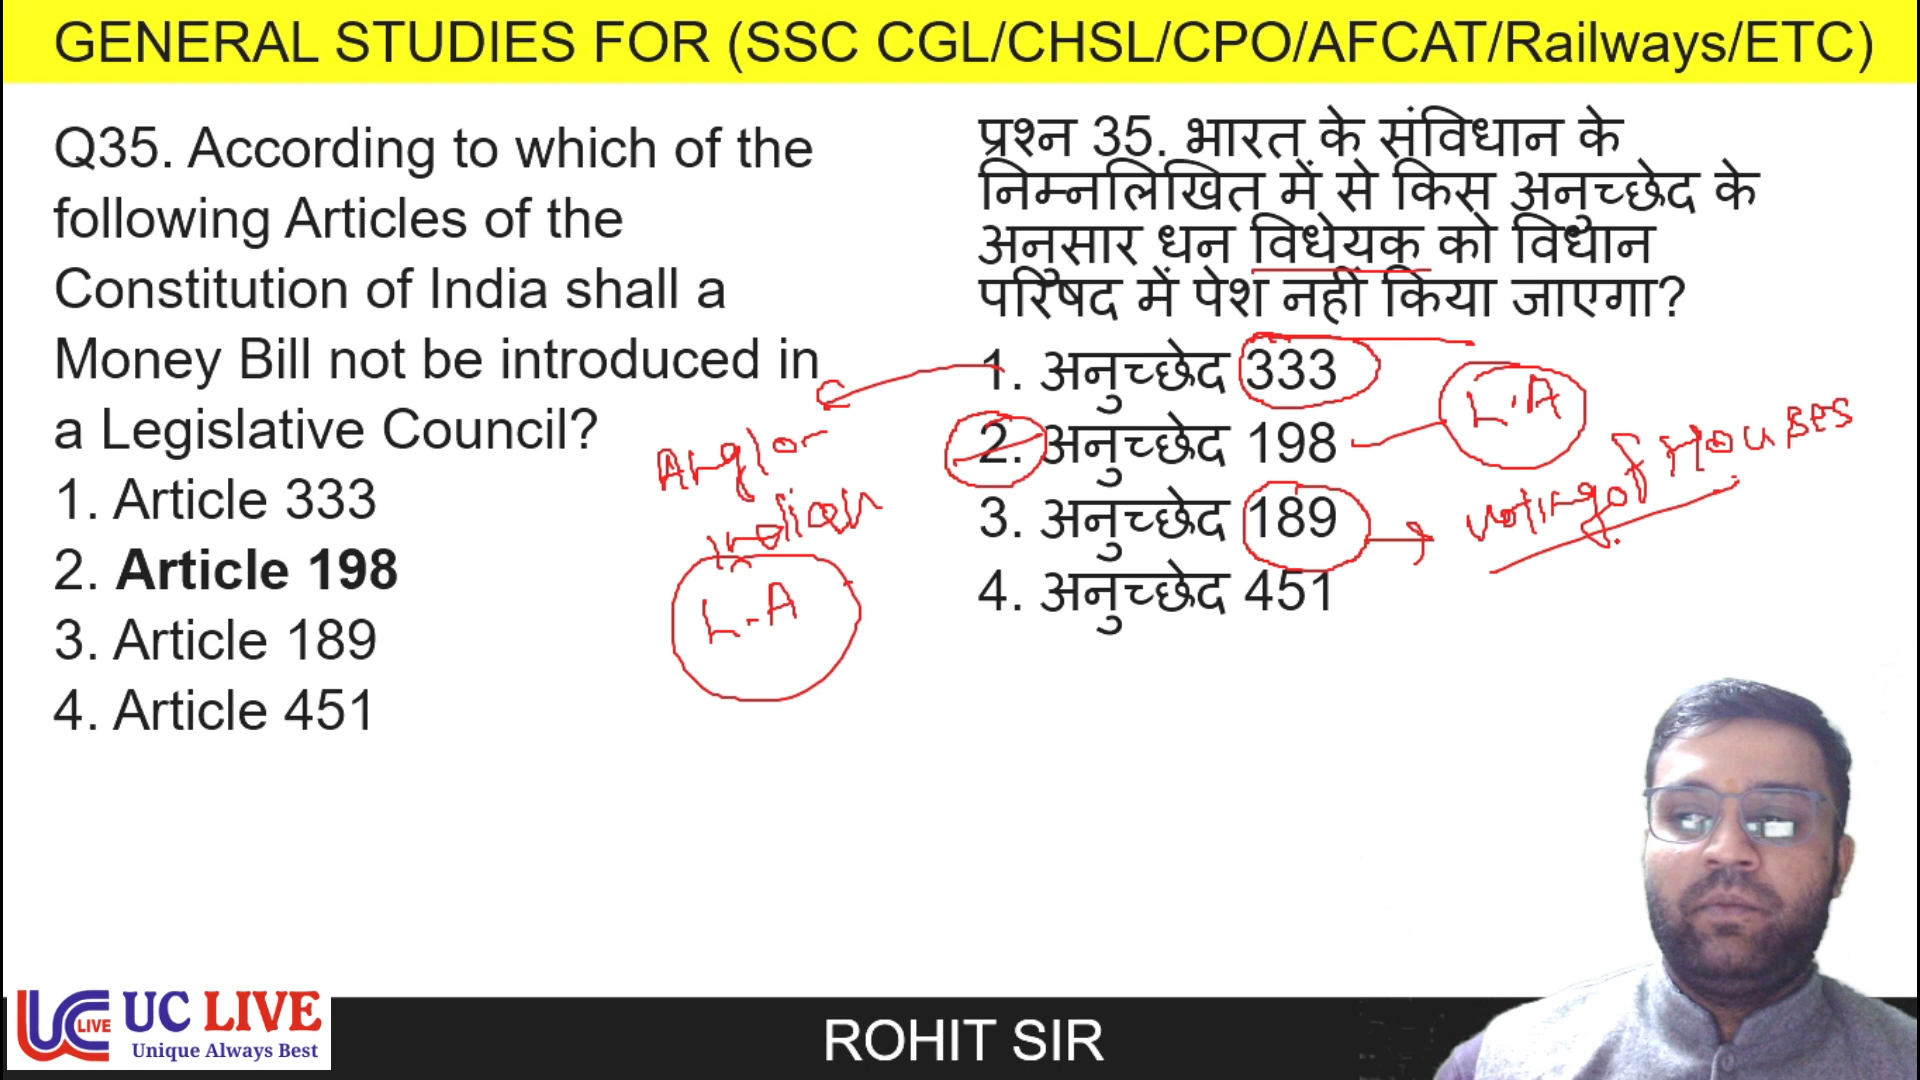 GENERAL STUDIES FOR (SSC CGL/CHSL/CPO/AFCAT/Railways/ETC)
Q35. According to which of the
following Articles of the
Constitution of India shall a
Money Bill not be introduced in
a Legislative Council?
1. Article 333
2. Article 198
3. Article 189
4. Article 451
प्रश्न 35. भारत के संविधान के
निम्नलिखित में से किस अनुच्छेद के
अनुसार धन विधेयक को विधान
परिषद में पेश नहीं किया जाएगा?
1. अनुच्छेद 333
2. अनुच्छेद 198
3. अनुच्छेद 189
4. अनुच्छेद 451
Anglo
Indian
in
L.A
L.A
voting of Houses
UC LIVE
LIVE
Unique Always Best
ROHIT SIR